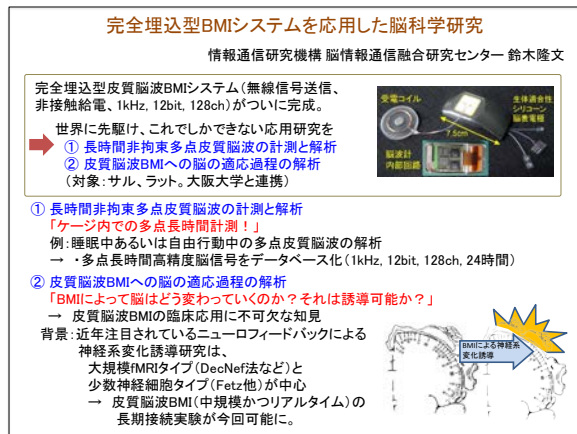 完全埋込型BMIシステムを応用した脳科学研究
情報通信研究機構 脳情報通信融合研究センター 鈴木隆文
完全埋込型皮質脳波BMIシステム(無線信号送信、
非接触給電、1kHz, 12bit, 128ch)がついに完成。
世界に先駆け、これでしかできない応用研究を
① 長時間非拘束多点皮質脳波の計測と解析
② 皮質脳波BMIへの脳の適応過程の解析
(対象:サル、ラット。大阪大学と連携)
受電コイル
生体適合性
シリコーン
脳表電極
7.5cm
脳波計
内部回路
① 長時間非拘束多点皮質脳波の計測と解析
「ケージ内での多点長時間計測!」
例:睡眠中あるいは自由行動中の多点皮質脳波の解析
→ ・多点長時間高精度脳信号をデータベース化(1kHz, 12bit, 128ch, 24時間)
② 皮質脳波BMIへの脳の適応過程の解析
「BMIによって脳はどう変わっていくのか?それは誘導可能か?」
→ 皮質脳波BMIの臨床応用に不可欠な知見
背景:近年注目されているニューロフィードバックによる
神経系変化誘導研究は、
大規模fMRIタイプ(DecNef法など)と
少数神経細胞タイプ(Fetz他)が中心
→ 皮質脳波BMI(中規模かつリアルタイム)の
長期接続実験が今回可能に。
BMIによる神経系
変化誘導